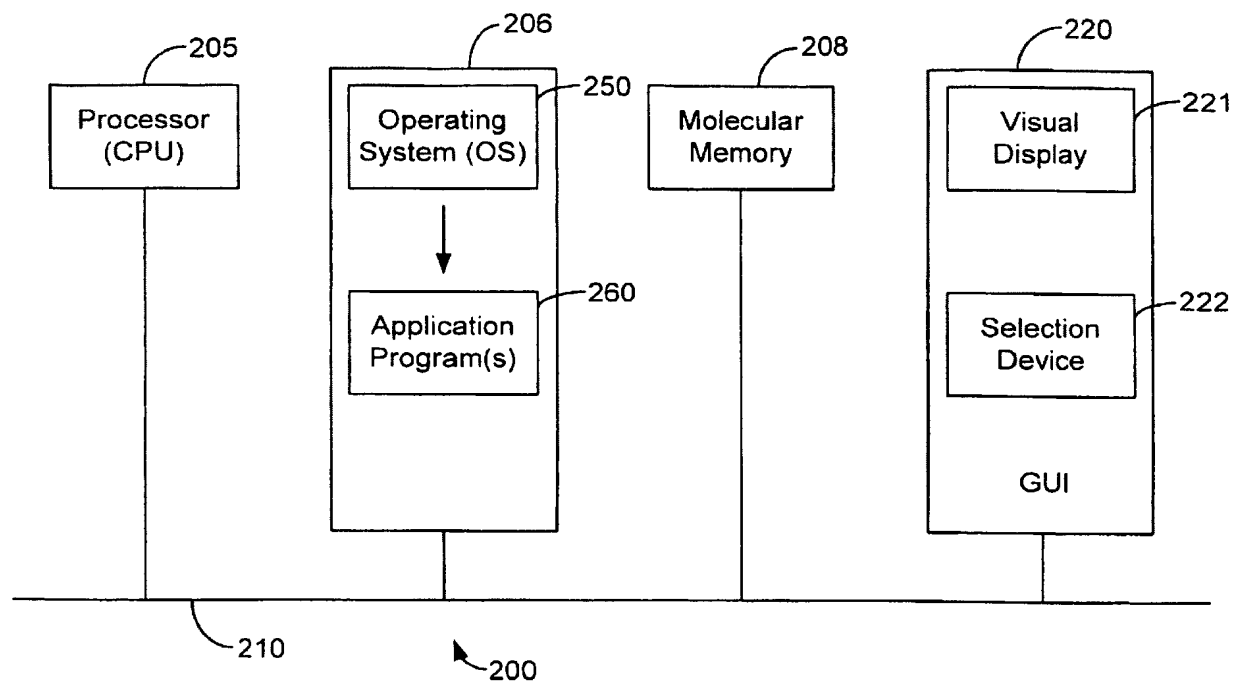 205
206
208
220
Processor
(CPU)
Operating
System (OS)
250
Molecular
Memory
Visual
Display
221
Application
Program(s)
260
Selection
Device
222
GUI
210
200